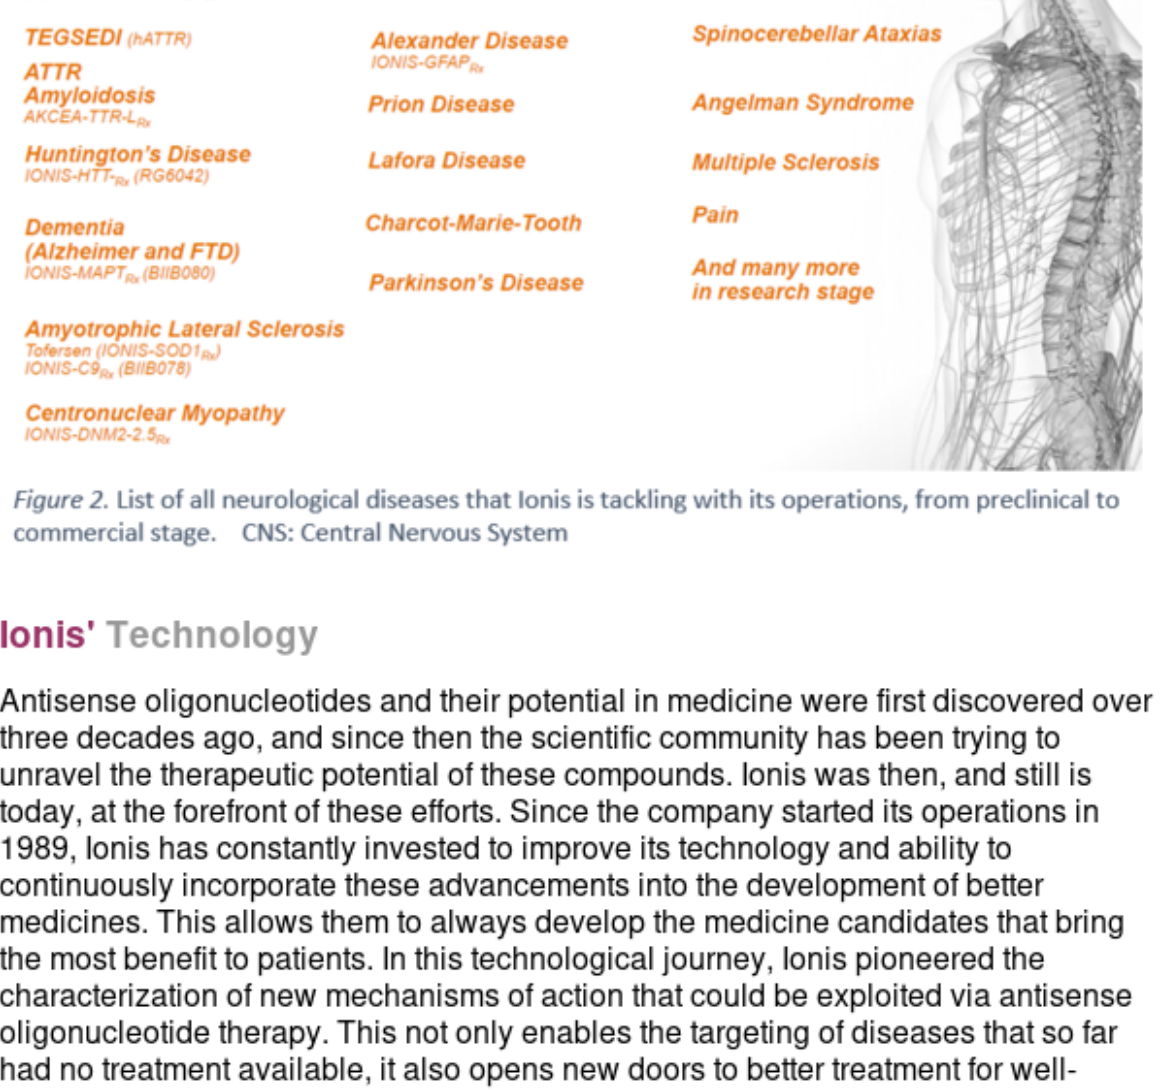 TEGSEDI (hATTR)
ATTR
Amyloidosis
AKCEA-TTR-LRx
Huntington's Disease
IONIS-HTT-Rx (RG6042)
Dementia
(Alzheimer and FTD)
IONIS-MAPTRx (BIIB080)
Amyotrophic Lateral Sclerosis
Tofersen (IONIS-SOD1Rx)
IONIS-C9Rx (BIIB078)
Centronuclear Myopathy
IONIS-DNM2-2.5Rx
Alexander Disease
IONIS-GFAPRx
Prion Disease
Lafora Disease
Charcot-Marie-Tooth
Parkinson's Disease
Spinocerebellar Ataxias
Angelman Syndrome
Multiple Sclerosis
Pain
And many more
in research stage
Figure 2. List of all neurological diseases that Ionis is tackling with its operations, from preclinical to
commercial stage. CNS: Central Nervous System
Ionis' Technology
Antisense oligonucleotides and their potential in medicine were first discovered over
three decades ago, and since then the scientific community has been trying to
unravel the therapeutic potential of these compounds. Ionis was then, and still is
today, at the forefront of these efforts. Since the company started its operations in
1989, Ionis has constantly invested to improve its technology and ability to
continuously incorporate these advancements into the development of better
medicines. This allows them to always develop the medicine candidates that bring
the most benefit to patients. In this technological journey, Ionis pioneered the
characterization of new mechanisms of action that could be exploited via antisense
oligonucleotide therapy. This not only enables the targeting of diseases that so far
had no treatment available, it also opens new doors to better treatment for well-